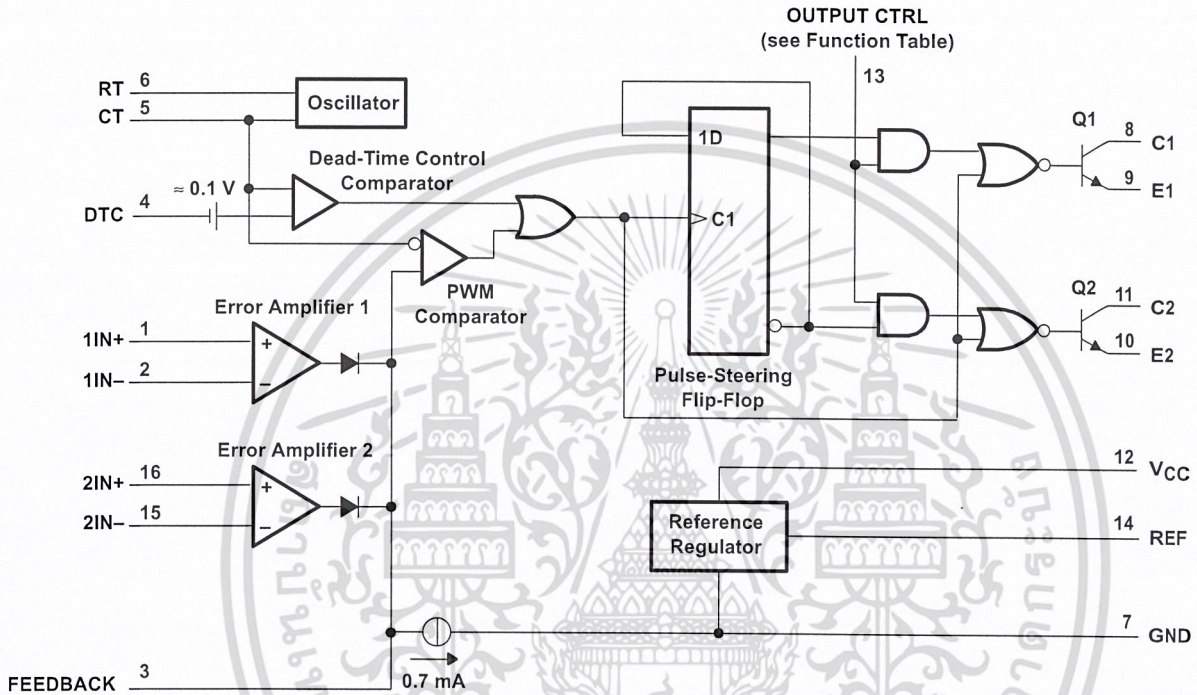 OUTPUT CTRL
(see Function Table)
13
RT 6
CT 5
Oscillator
Dead-Time Control
Comparator
≈ 0.1 V
DTC 4
PWM
Comparator
1D
C1
Pulse-Steering
Flip-Flop
Q1
8 C1
9 E1
Q2
11 C2
10 E2
Error Amplifier 1
1IN+ 1
+
1IN− 2
−
Error Amplifier 2
2IN+ 16
+
2IN− 15
−
12 VCC
Reference
Regulator
14 REF
7 GND
0.7 mA
FEEDBACK 3